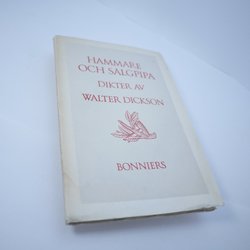 HAMMARE
OCH SÄLGPIPA
DIKTER AV
WALTER DICKSON
BONNIERS